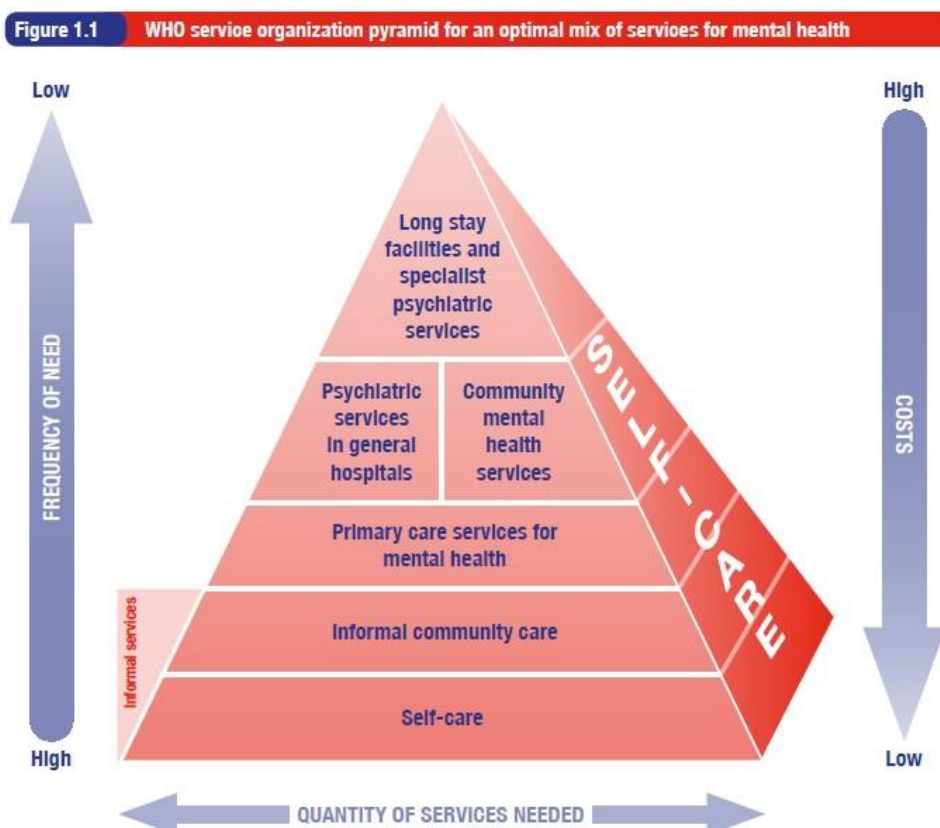 Figure 1.1 WHO service organization pyramid for an optimal mix of services for mental health
Low
High
Long stay
facilities and
specialist
psychiatric
services
Psychiatric
services
in general
hospitals
Community
mental
health
services
Primary care services for
mental health
Informal community care
Self-care
SELF-CARE
Informal services
FREQUENCY OF NEED
COSTS
High
Low
QUANTITY OF SERVICES NEEDED